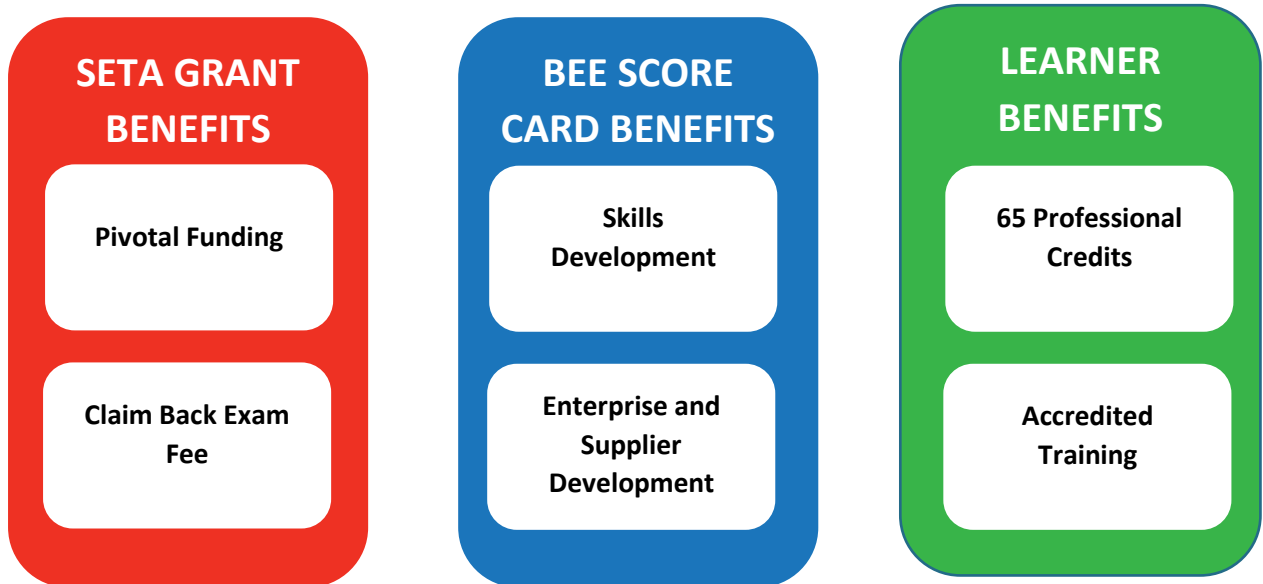 SETA GRANT
BENEFITS
Pivotal Funding
Claim Back Exam
Fee
BEE SCORE
CARD BENEFITS
Skills
Development
Enterprise and
Supplier
Development
LEARNER
BENEFITS
65 Professional
Credits
Accredited
Training